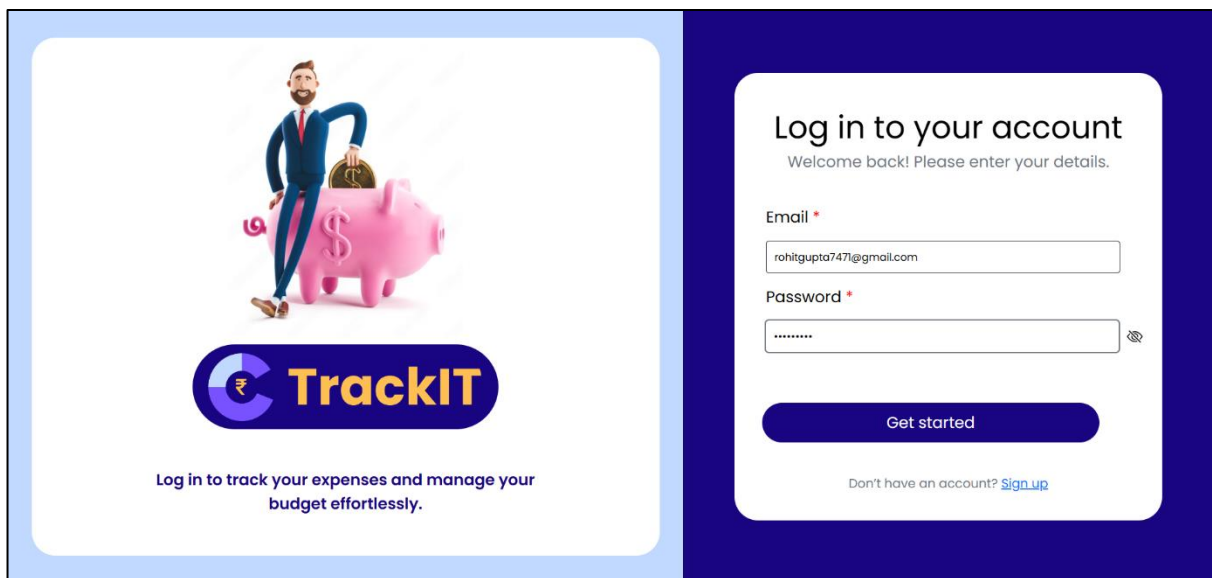 $
$
₹ TrackIT
Log in to track your expenses and manage your
budget effortlessly.
Log in to your account
Welcome back! Please enter your details.
Email *
rohitgupta7471@gmail.com
Password *
•••••••••
Get started
Don't have an account? Sign up